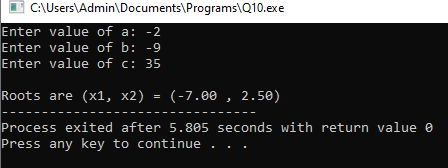 C:\Users\Admin\Documents\Programs\Q10.exe
Enter value of a: -2
Enter value of b: -9
Enter value of c: 35
Roots are (x1, x2) = (-7.00 , 2.50)
--------------------------------
Process exited after 5.805 seconds with return value 0
Press any key to continue . . .